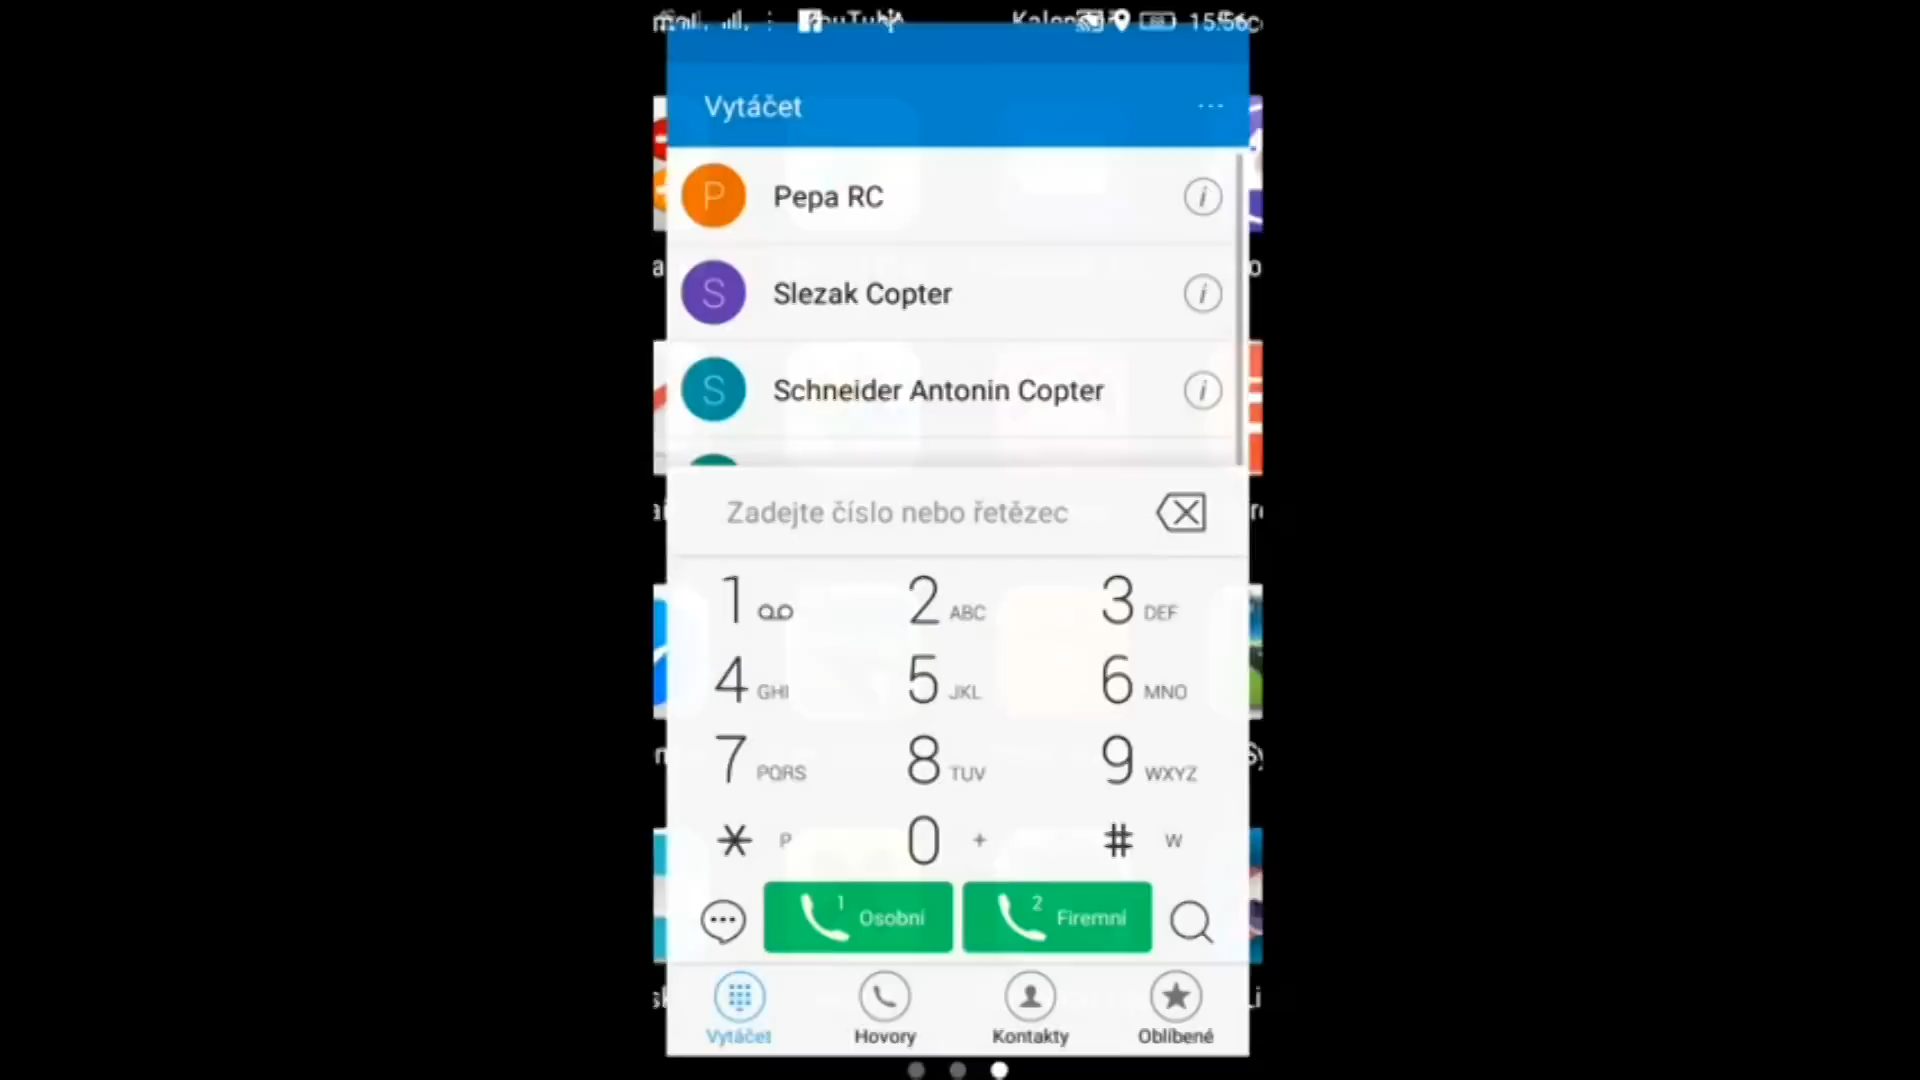 15:56
Vytáčet
P Pepa RC i
S Slezak Copter i
S Schneider Antonin Copter i
Zadejte číslo nebo řetězec
1 2 ABC 3 DEF
4 GHI 5 JKL 6 MNO
7 PQRS 8 TUV 9 WXYZ
* P 0 + # W
1 Osobní 2 Firemní
Vytáčet Hovory Kontakty Oblíbené